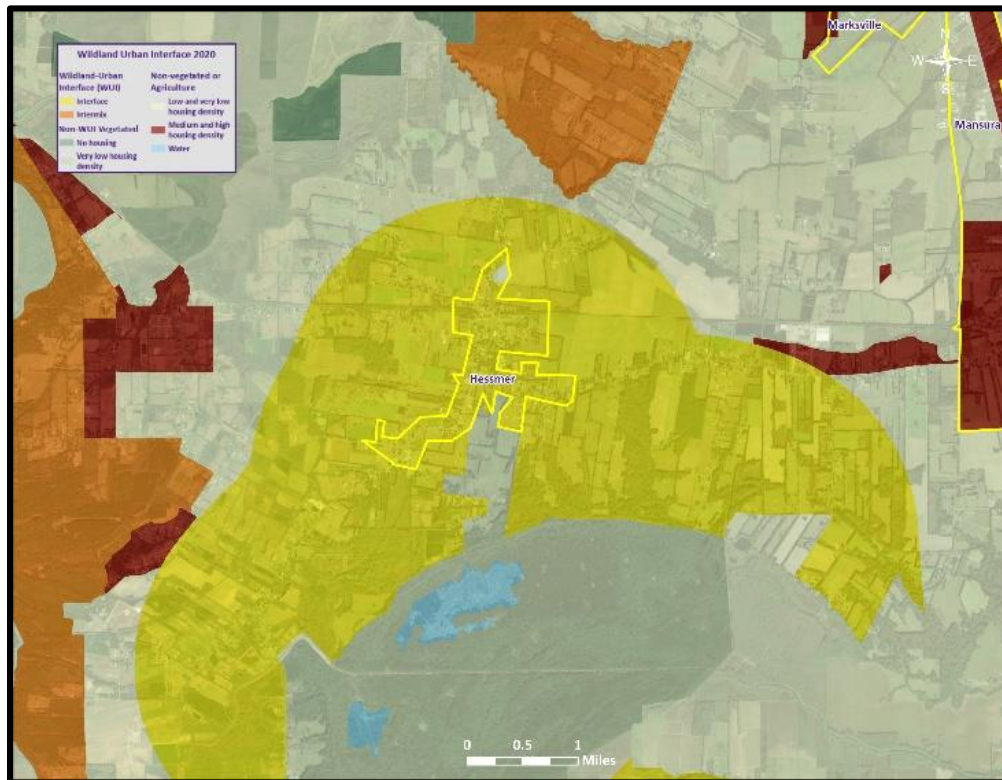 Wildland Urban Interface 2020
Wildland-Urban
Interface (WUI)
Interface
Intermix
Non-WUI Vegetated
No housing
Very low housing
density
Non-vegetated or
Agriculture
Low and very low
housing density
Medium and high
housing density
Water
Marksville
N
W
E
S
Mansura
Hessmer
0 0.5 1
Miles